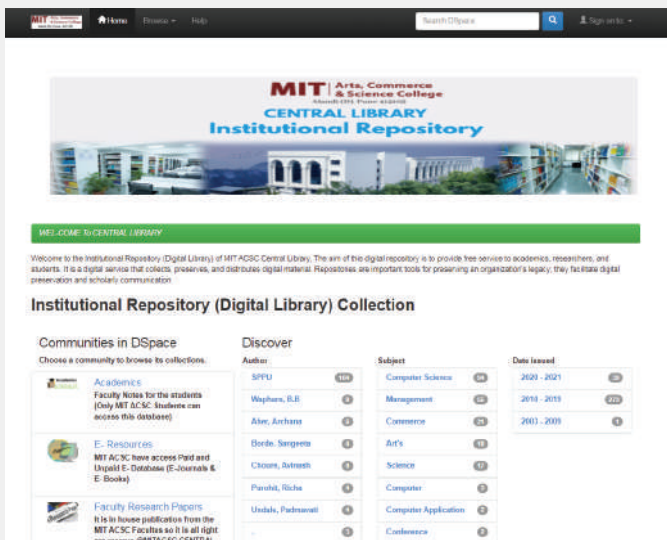 MIT
Home Browse Help
Search DSpace
Sign on to:
MIT Arts, Commerce
& Science College
CENTRAL LIBRARY
Institutional Repository
WEL-COME To CENTRAL LIBRARY
Welcome to the Institutional Repository (Digital Library) of MIT ACSC Central Library, The aim of this digital repository is to provide free service to academics, researchers, and
students. It is a digital service that collects, preserves, and distributes digital material. Repositories are important tools for preserving an organization's legacy; they facilitate digital
preservation and scholarly communication
Institutional Repository (Digital Library) Collection
Communities in DSpace
Choose a community to browse its collections.
Academics
Faculty Notes for the students
(Only MIT ACSC Students can
access this database)
E- Resources
MIT ACSC have access Paid and
Unpaid E- Database (E-Journals &
E- Books)
Faculty Research Papers
It is in house publication from the
MIT ACSC Faculties so it is all right
Discover
Author
SPPU
Waphare, B.B
Aher, Archana
Borde, Sangeeta
Choure, Avinash
Purohit, Richa
Undale, Padmavati
Subject
Computer Science
Management
Commerce
Art's
Science
Computer
Computer Application
Conference
Date issued
2020 - 2021
2010 - 2019
2003 - 2009 1